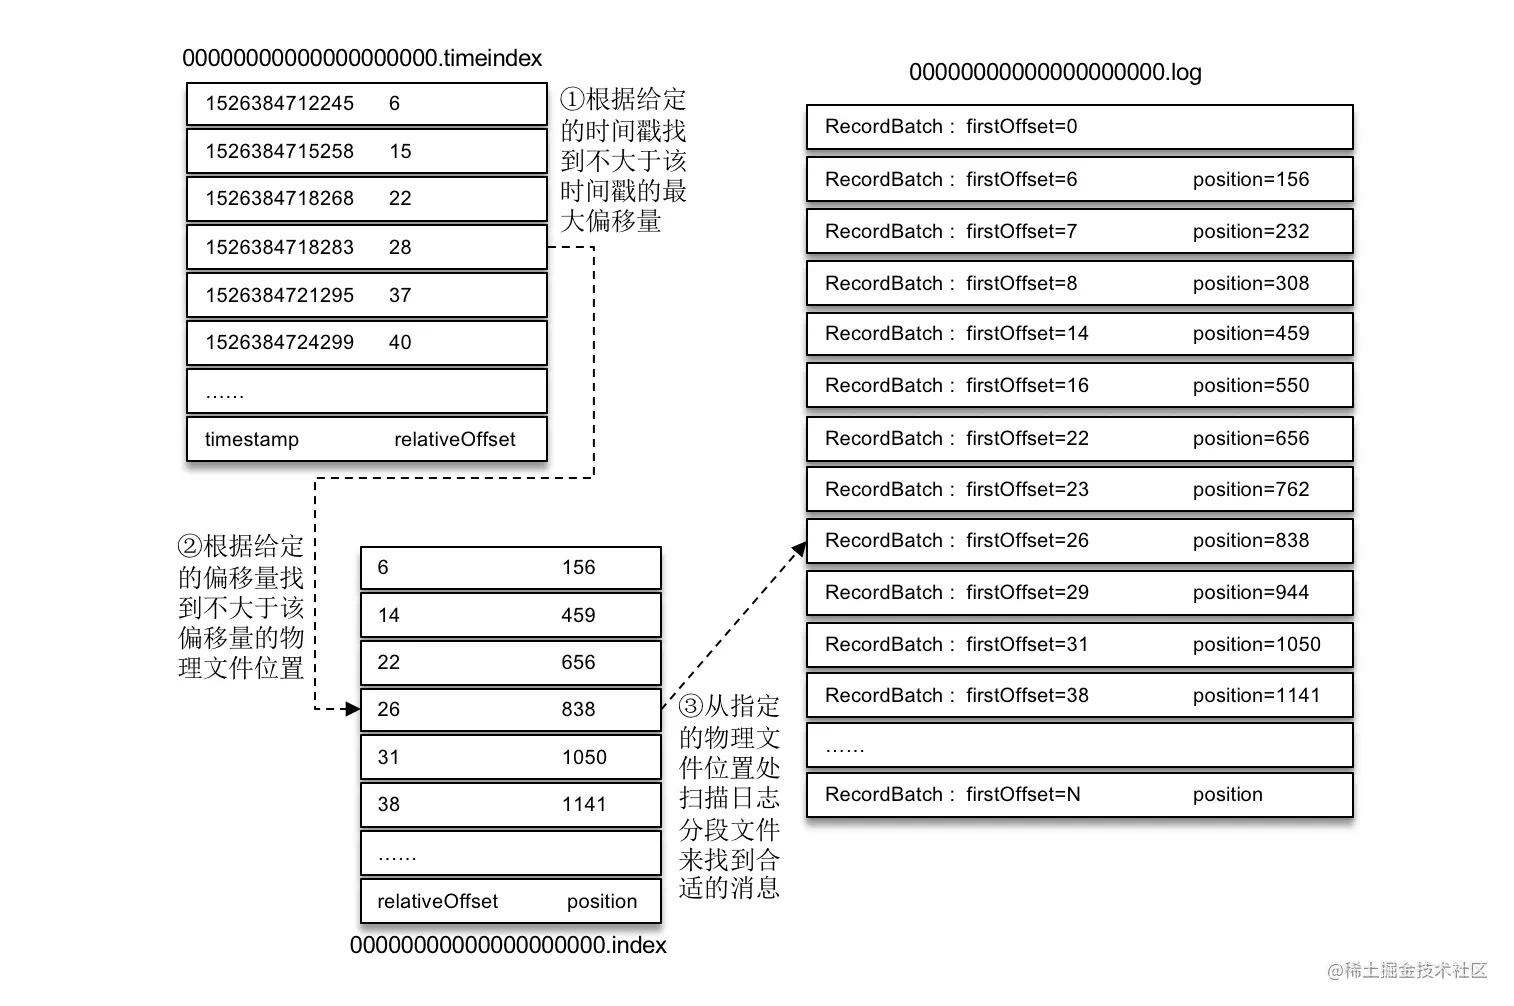 00000000000000000000.timeindex
1526384712245 6
1526384715258 15
1526384718268 22
1526384718283 28
1526384721295 37
1526384724299 40
……
timestamp relativeOffset
①根据给定
的时间戳找
到不大于该
时间戳的最
大偏移量
②根据给定
的偏移量找
到不大于该
偏移量的物
理文件位置
6 156
14 459
22 656
26 838
31 1050
38 1141
……
relativeOffset position
00000000000000000000.index
③从指定
的物理文
件位置处
扫描日志
分段文件
来找到合
适的消息
00000000000000000000.log
RecordBatch : firstOffset=0
RecordBatch : firstOffset=6 position=156
RecordBatch : firstOffset=7 position=232
RecordBatch : firstOffset=8 position=308
RecordBatch : firstOffset=14 position=459
RecordBatch : firstOffset=16 position=550
RecordBatch : firstOffset=22 position=656
RecordBatch : firstOffset=23 position=762
RecordBatch : firstOffset=26 position=838
RecordBatch : firstOffset=29 position=944
RecordBatch : firstOffset=31 position=1050
RecordBatch : firstOffset=38 position=1141
……
RecordBatch : firstOffset=N position
@稀土掘金技术社区